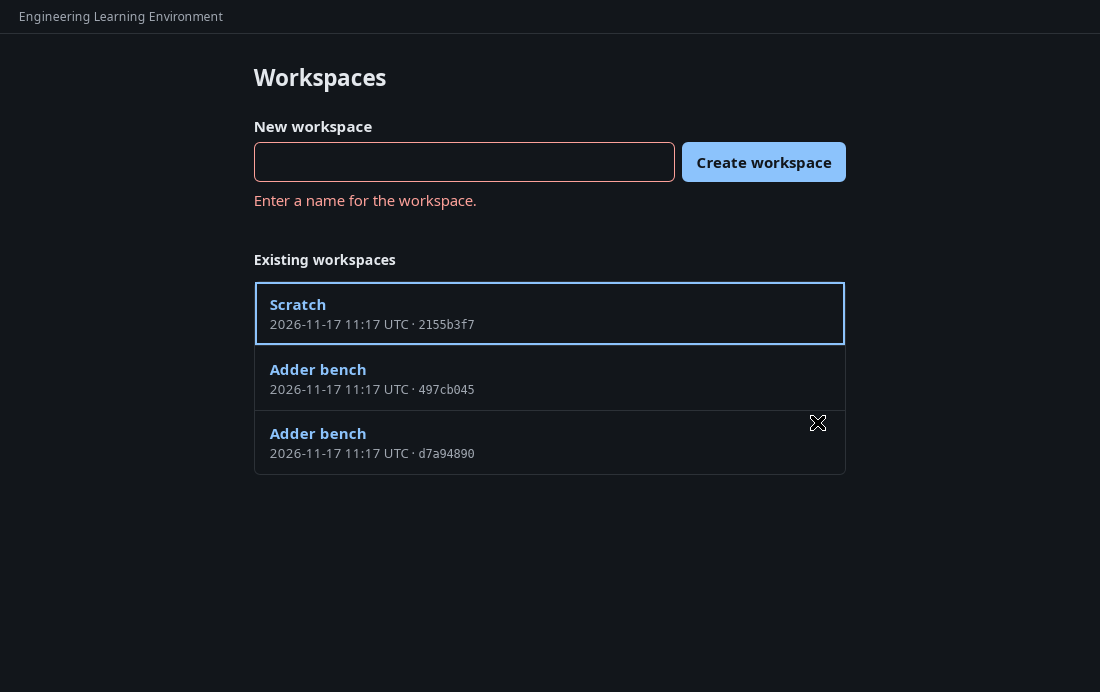 Engineering Learning Environment
Workspaces
New workspace
Create workspace
Enter a name for the workspace.
Existing workspaces
Scratch
2026-11-17 11:17 UTC · 2155b3f7
Adder bench
2026-11-17 11:17 UTC · 497cb045
Adder bench
2026-11-17 11:17 UTC · d7a94890